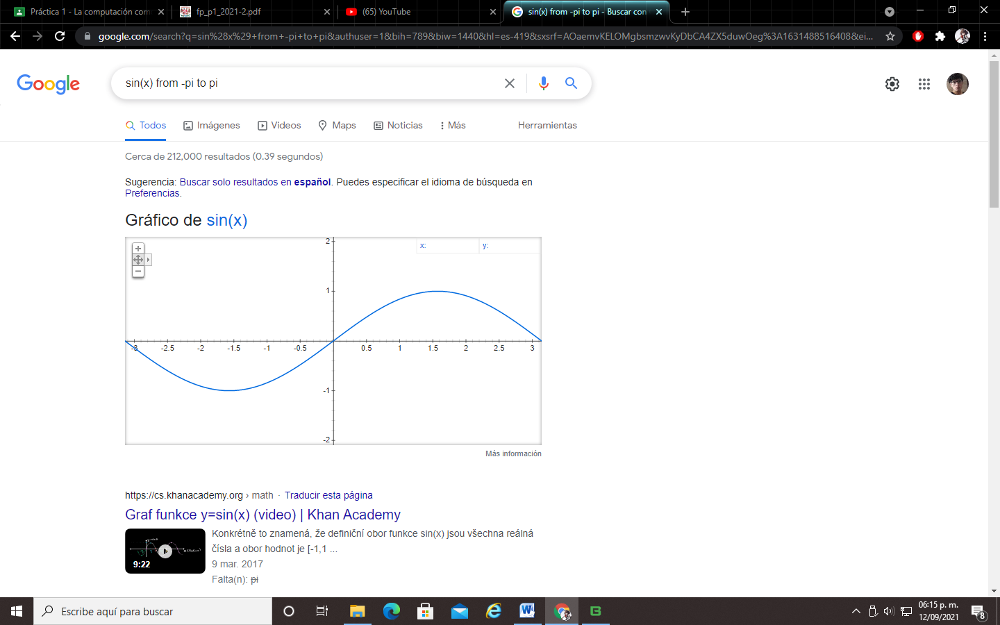 Práctica 1 - La computación com
fp_p1_2021-2.pdf
(65) YouTube
sin(x) from -pi to pi - Buscar con
google.com/search?q=sin%28x%29+from+-pi+to+pi&authuser=1&bih=789&biw=1440&hl=es-419&sxsrf=AOaemvKELOMgbsmzwvKyDbCA4ZX5duwOeg%3A1631488516408&ei...
Google
sin(x) from -pi to pi
Todos
Imágenes
Videos
Maps
Noticias
Más
Herramientas
Cerca de 212,000 resultados (0.39 segundos)
Sugerencia: Buscar solo resultados en español. Puedes especificar el idioma de búsqueda en
Preferencias.
Gráfico de sin(x)
x:
y:
2
1
-3 -2.5 -2 -1.5 -1 -0.5 0.5 1 1.5 2 2.5 3
-1
-2
Más información
https://cs.khanacademy.org › math · Traducir esta página
Graf funkce y=sin(x) (video) | Khan Academy
9:22
Konkrétně to znamená, že definiční obor funkce sin(x) jsou všechna reálná
čísla a obor hodnot je [-1,1 ...
9 mar. 2017
Falta(n): pi
Escribe aquí para buscar
06:15 p. m.
12/09/2021
8